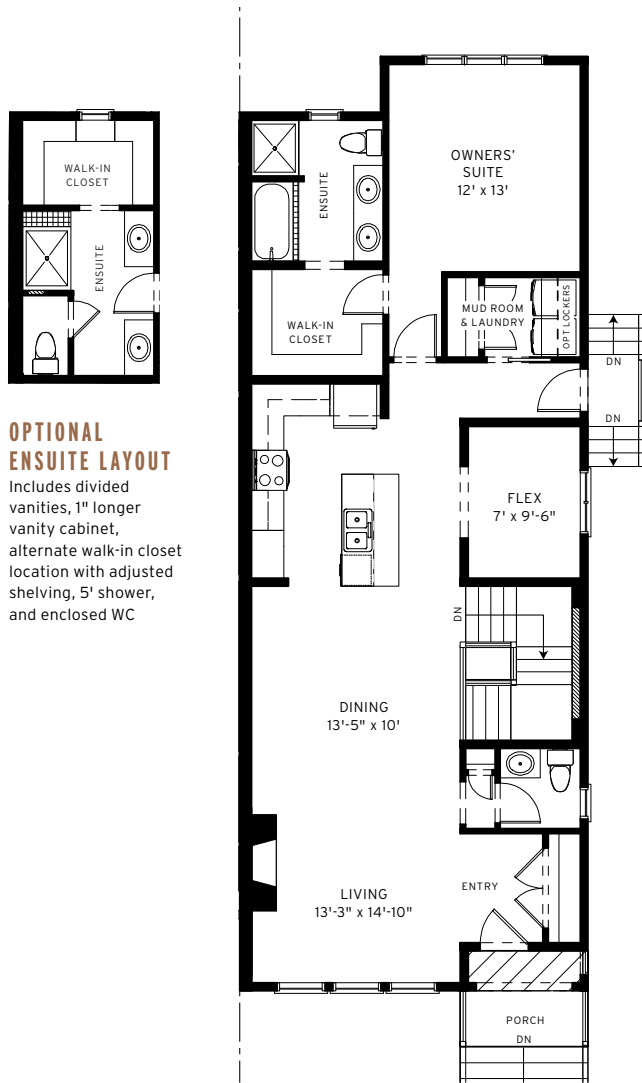 WALK-IN
CLOSET
ENSUITE
OPTIONAL
ENSUITE LAYOUT
Includes divided
vanities, 1" longer
vanity cabinet,
alternate walk-in closet
location with adjusted
shelving, 5' shower,
and enclosed WC
OWNERS'
SUITE
12' x 13'
ENSUITE
WALK-IN
CLOSET
MUD ROOM
& LAUNDRY
OPT LOCKERS
DN
DN
FLEX
7' x 9'-6"
DN
DINING
13'-5" x 10'
LIVING
13'-3" x 14'-10"
ENTRY
PORCH
DN